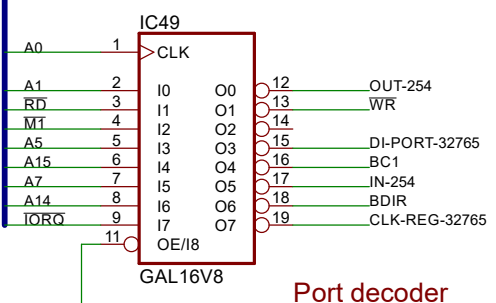 IC49
A0 1 CLK
A1 2 I0 O0 12 OUT-254
RD 3 I1 O1 13 WR
M1 4 I2 O2 14
A5 5 I3 O3 15 DI-PORT-32765
A15 6 I4 O4 16 BC1
A7 7 I5 O5 17 IN-254
A14 8 I6 O6 18 BDIR
IORQ 9 I7 O7 19 CLK-REG-32765
11 OE/I8
GAL16V8
Port decoder